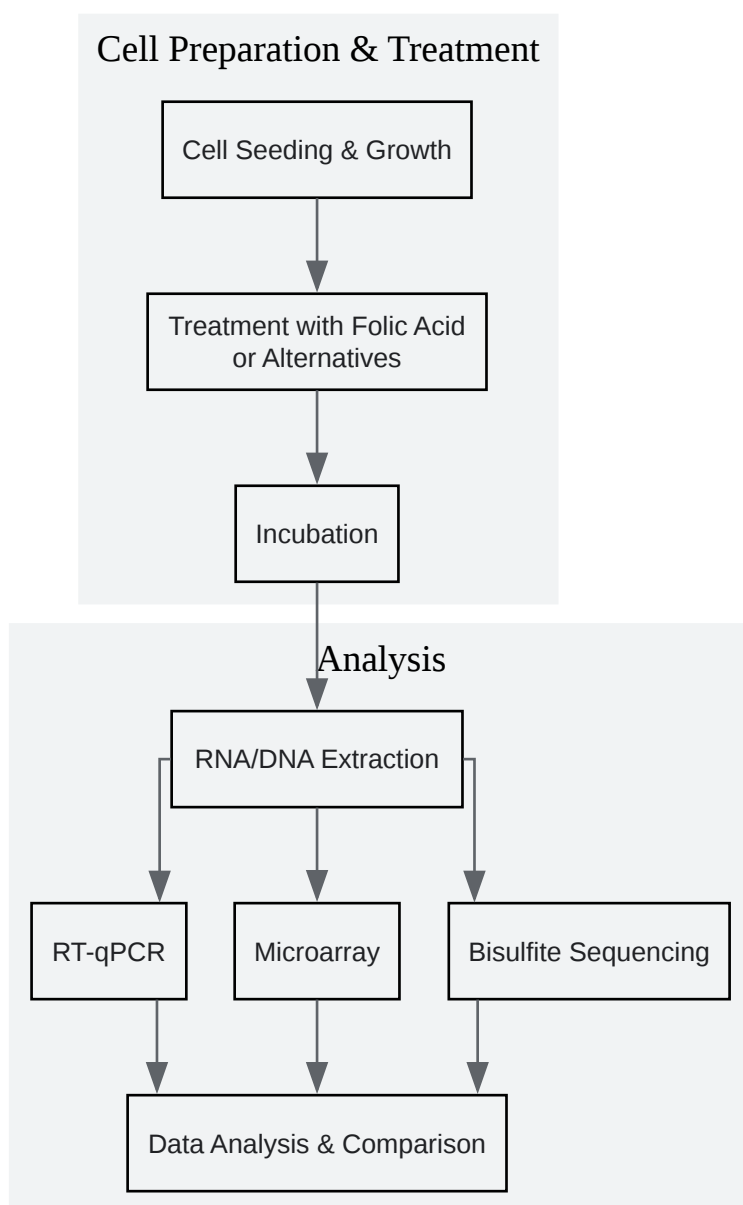 Cell Preparation & Treatment
Cell Seeding & Growth
Treatment with Folic Acid
or Alternatives
Incubation
Analysis
RNA/DNA Extraction
RT-qPCR
Microarray
Bisulfite Sequencing
Data Analysis & Comparison